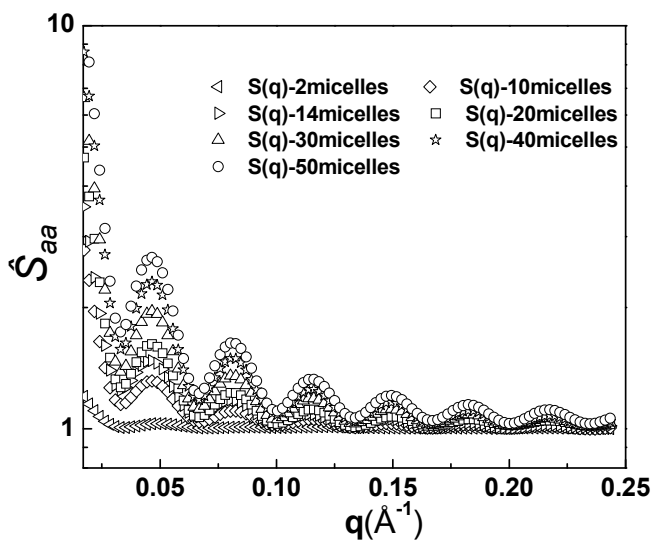 10
S(q)-2micelles S(q)-10micelles
S(q)-14micelles S(q)-20micelles
S(q)-30micelles S(q)-40micelles
S(q)-50micelles
Ŝaa
1
0.05 0.10 0.15 0.20 0.25
q(Å-1)